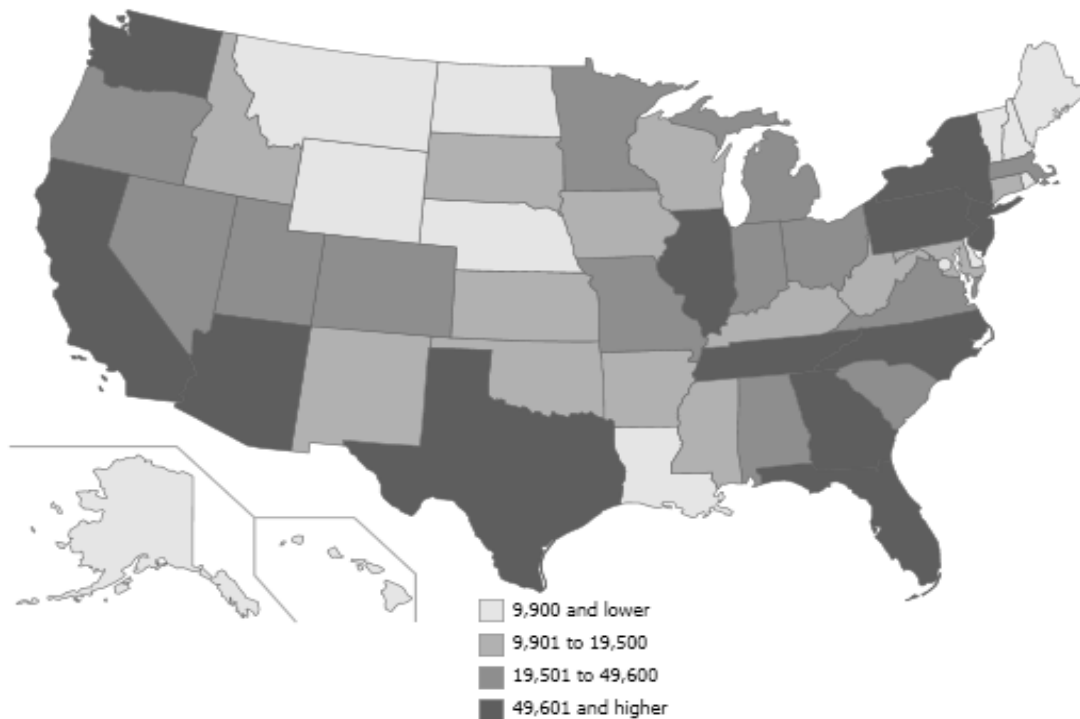 9,900 and lower
9,901 to 19,500
19,501 to 49,600
49,601 and higher